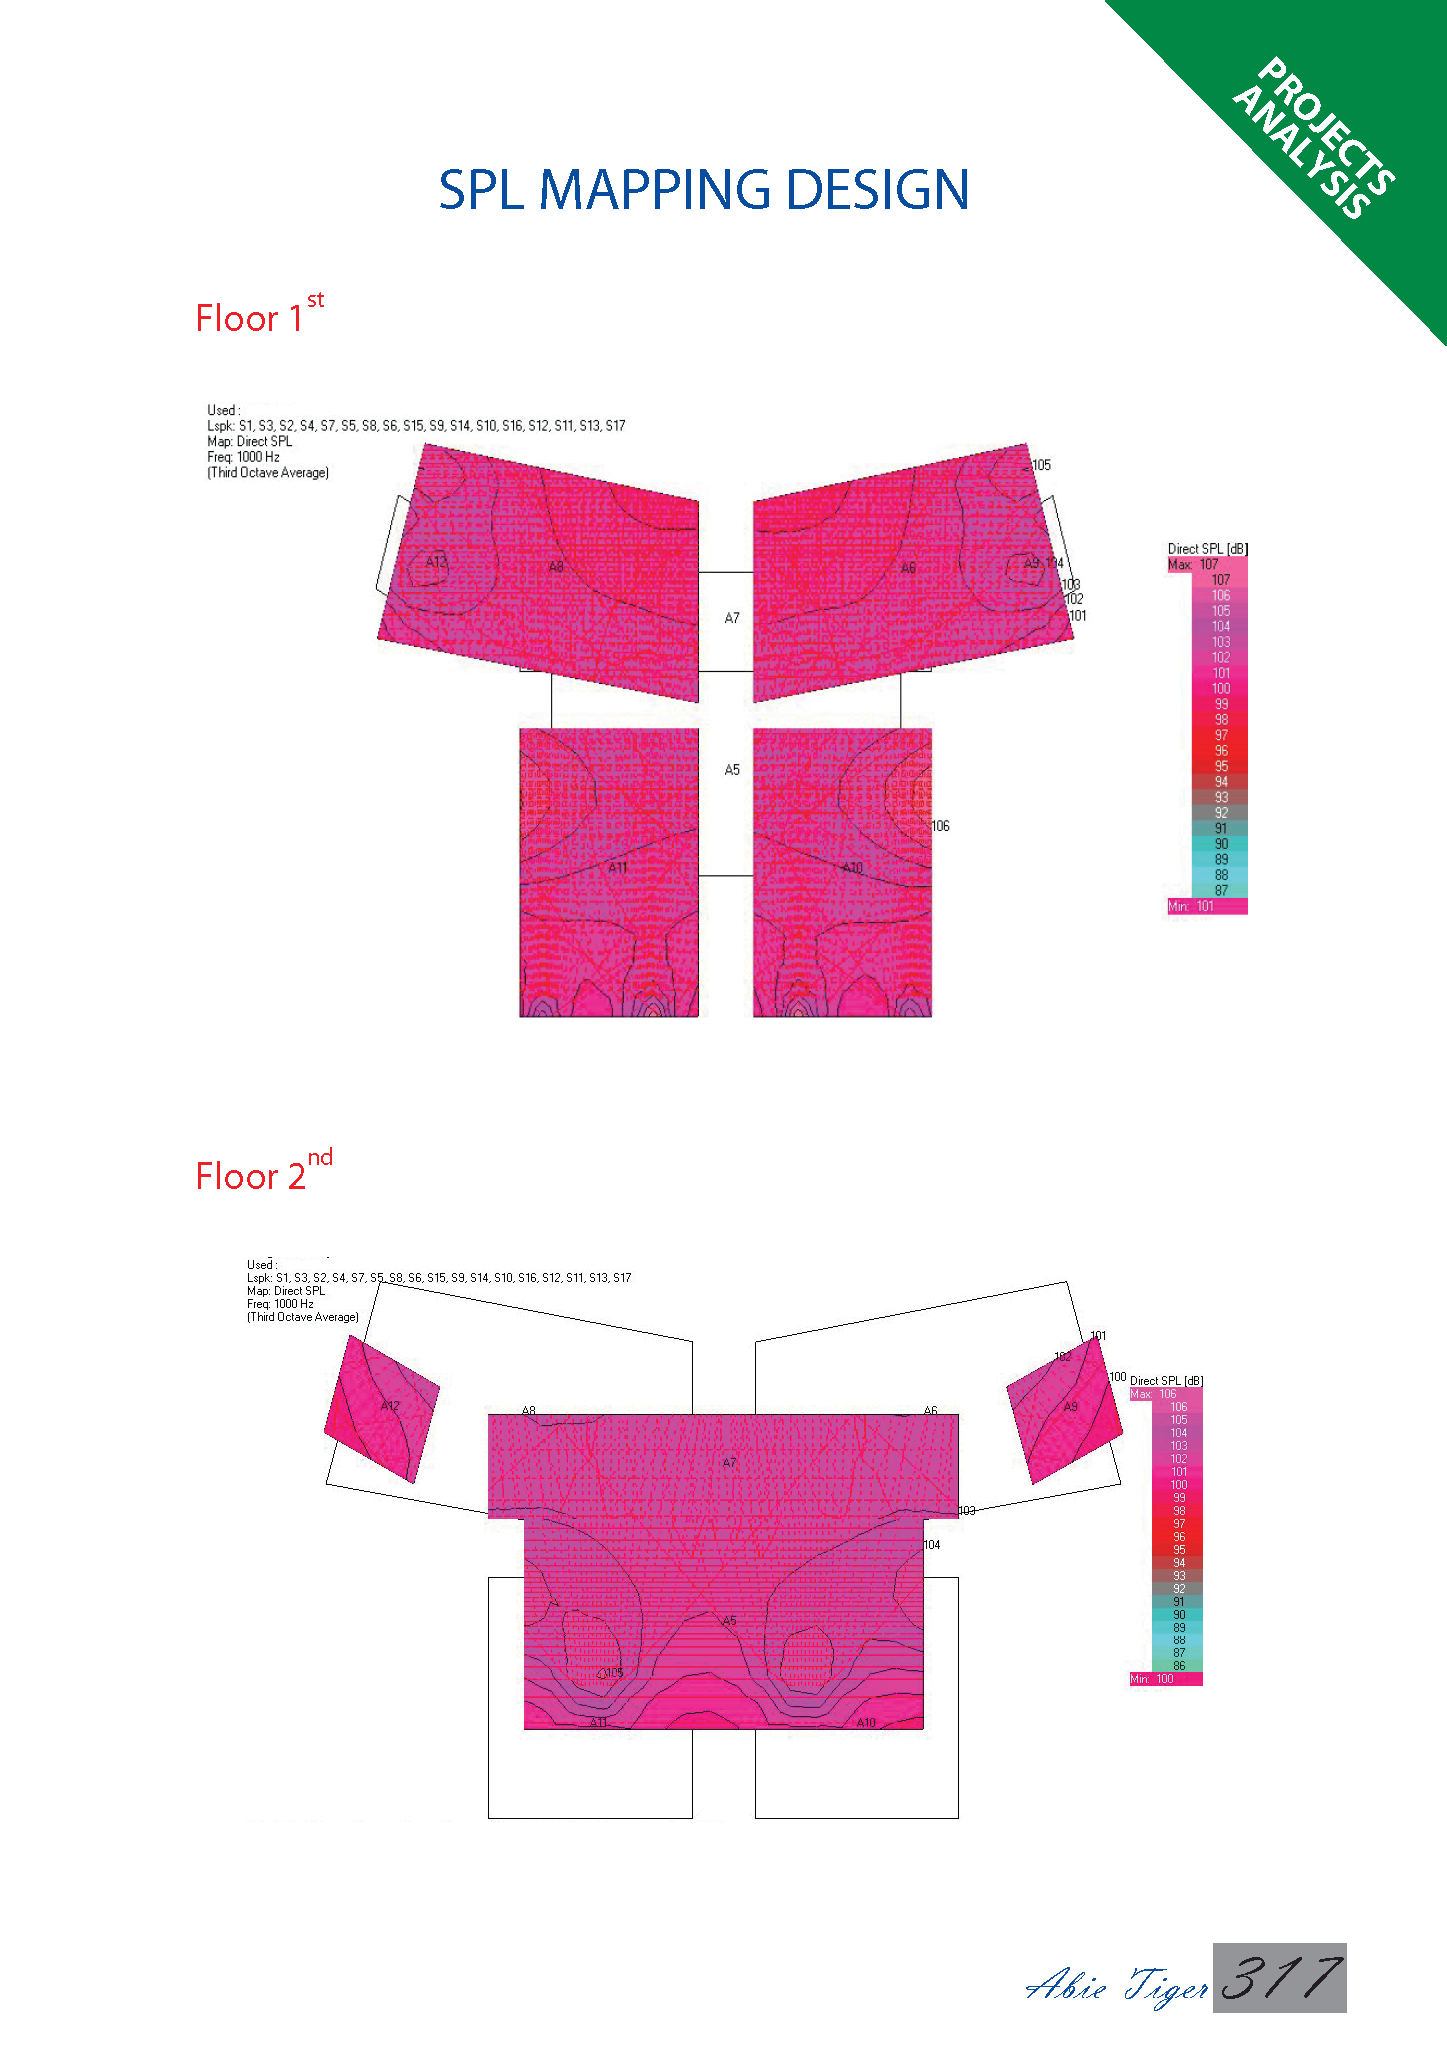 PROJECTS
ANALYSIS
SPL MAPPING DESIGN
Floor 1st
Used :
Lspk: S1, S3, S2, S4, S7, S5, S8, S6, S15, S9, S14, S10, S16, S12, S11, S13, S17
Map: Direct SPL
Freq: 1000 Hz
(Third Octave Average)
105
A12
A8
A6
A9
104
103
102
101
A7
A5
106
A11
A10
Direct SPL [dB]
Max: 107
107
106
105
104
103
102
101
100
99
98
97
96
95
94
93
92
91
90
89
88
87
Min: 101
Floor 2nd
Used :
Lspk: S1, S3, S2, S4, S7, S5, S8, S6, S15, S9, S14, S10, S16, S12, S11, S13, S17
Map: Direct SPL
Freq: 1000 Hz
(Third Octave Average)
101
102
100
A12
A8
A6
A9
A7
103
104
A5
105
A11
A10
Direct SPL [dB]
Max: 106
106
105
104
103
102
101
100
99
98
97
96
95
94
93
92
91
90
89
88
87
86
Min: 100
Abie Tiger 317